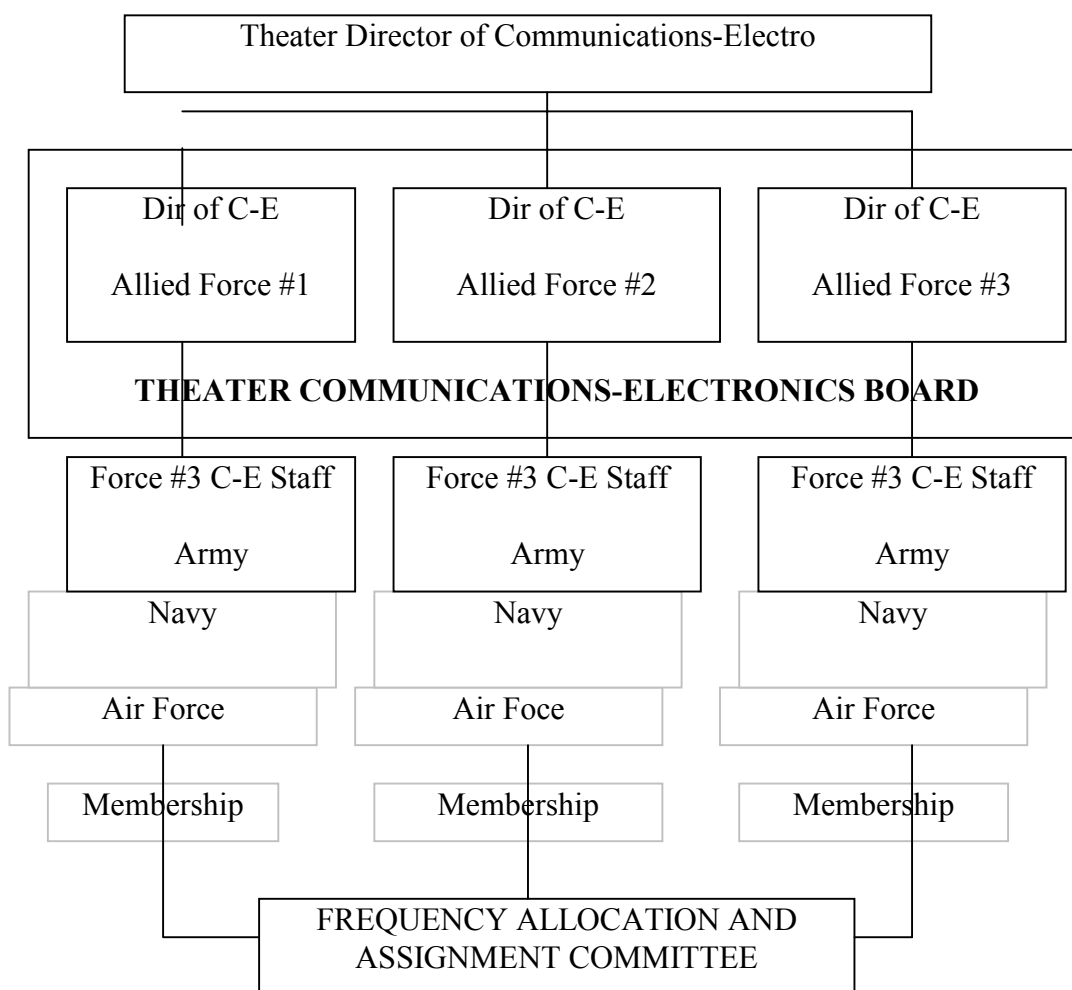 Theater Director of Communications-Electro
Dir of C-E
Allied Force #1
Dir of C-E
Allied Force #2
Dir of C-E
Allied Force #3
THEATER COMMUNICATIONS-ELECTRONICS BOARD
Force #3 C-E Staff
Army
Force #3 C-E Staff
Army
Force #3 C-E Staff
Army
Navy
Navy
Navy
Air Force
Air Foce
Air Force
Membership
Membership
Membership
FREQUENCY ALLOCATION AND
ASSIGNMENT COMMITTEE